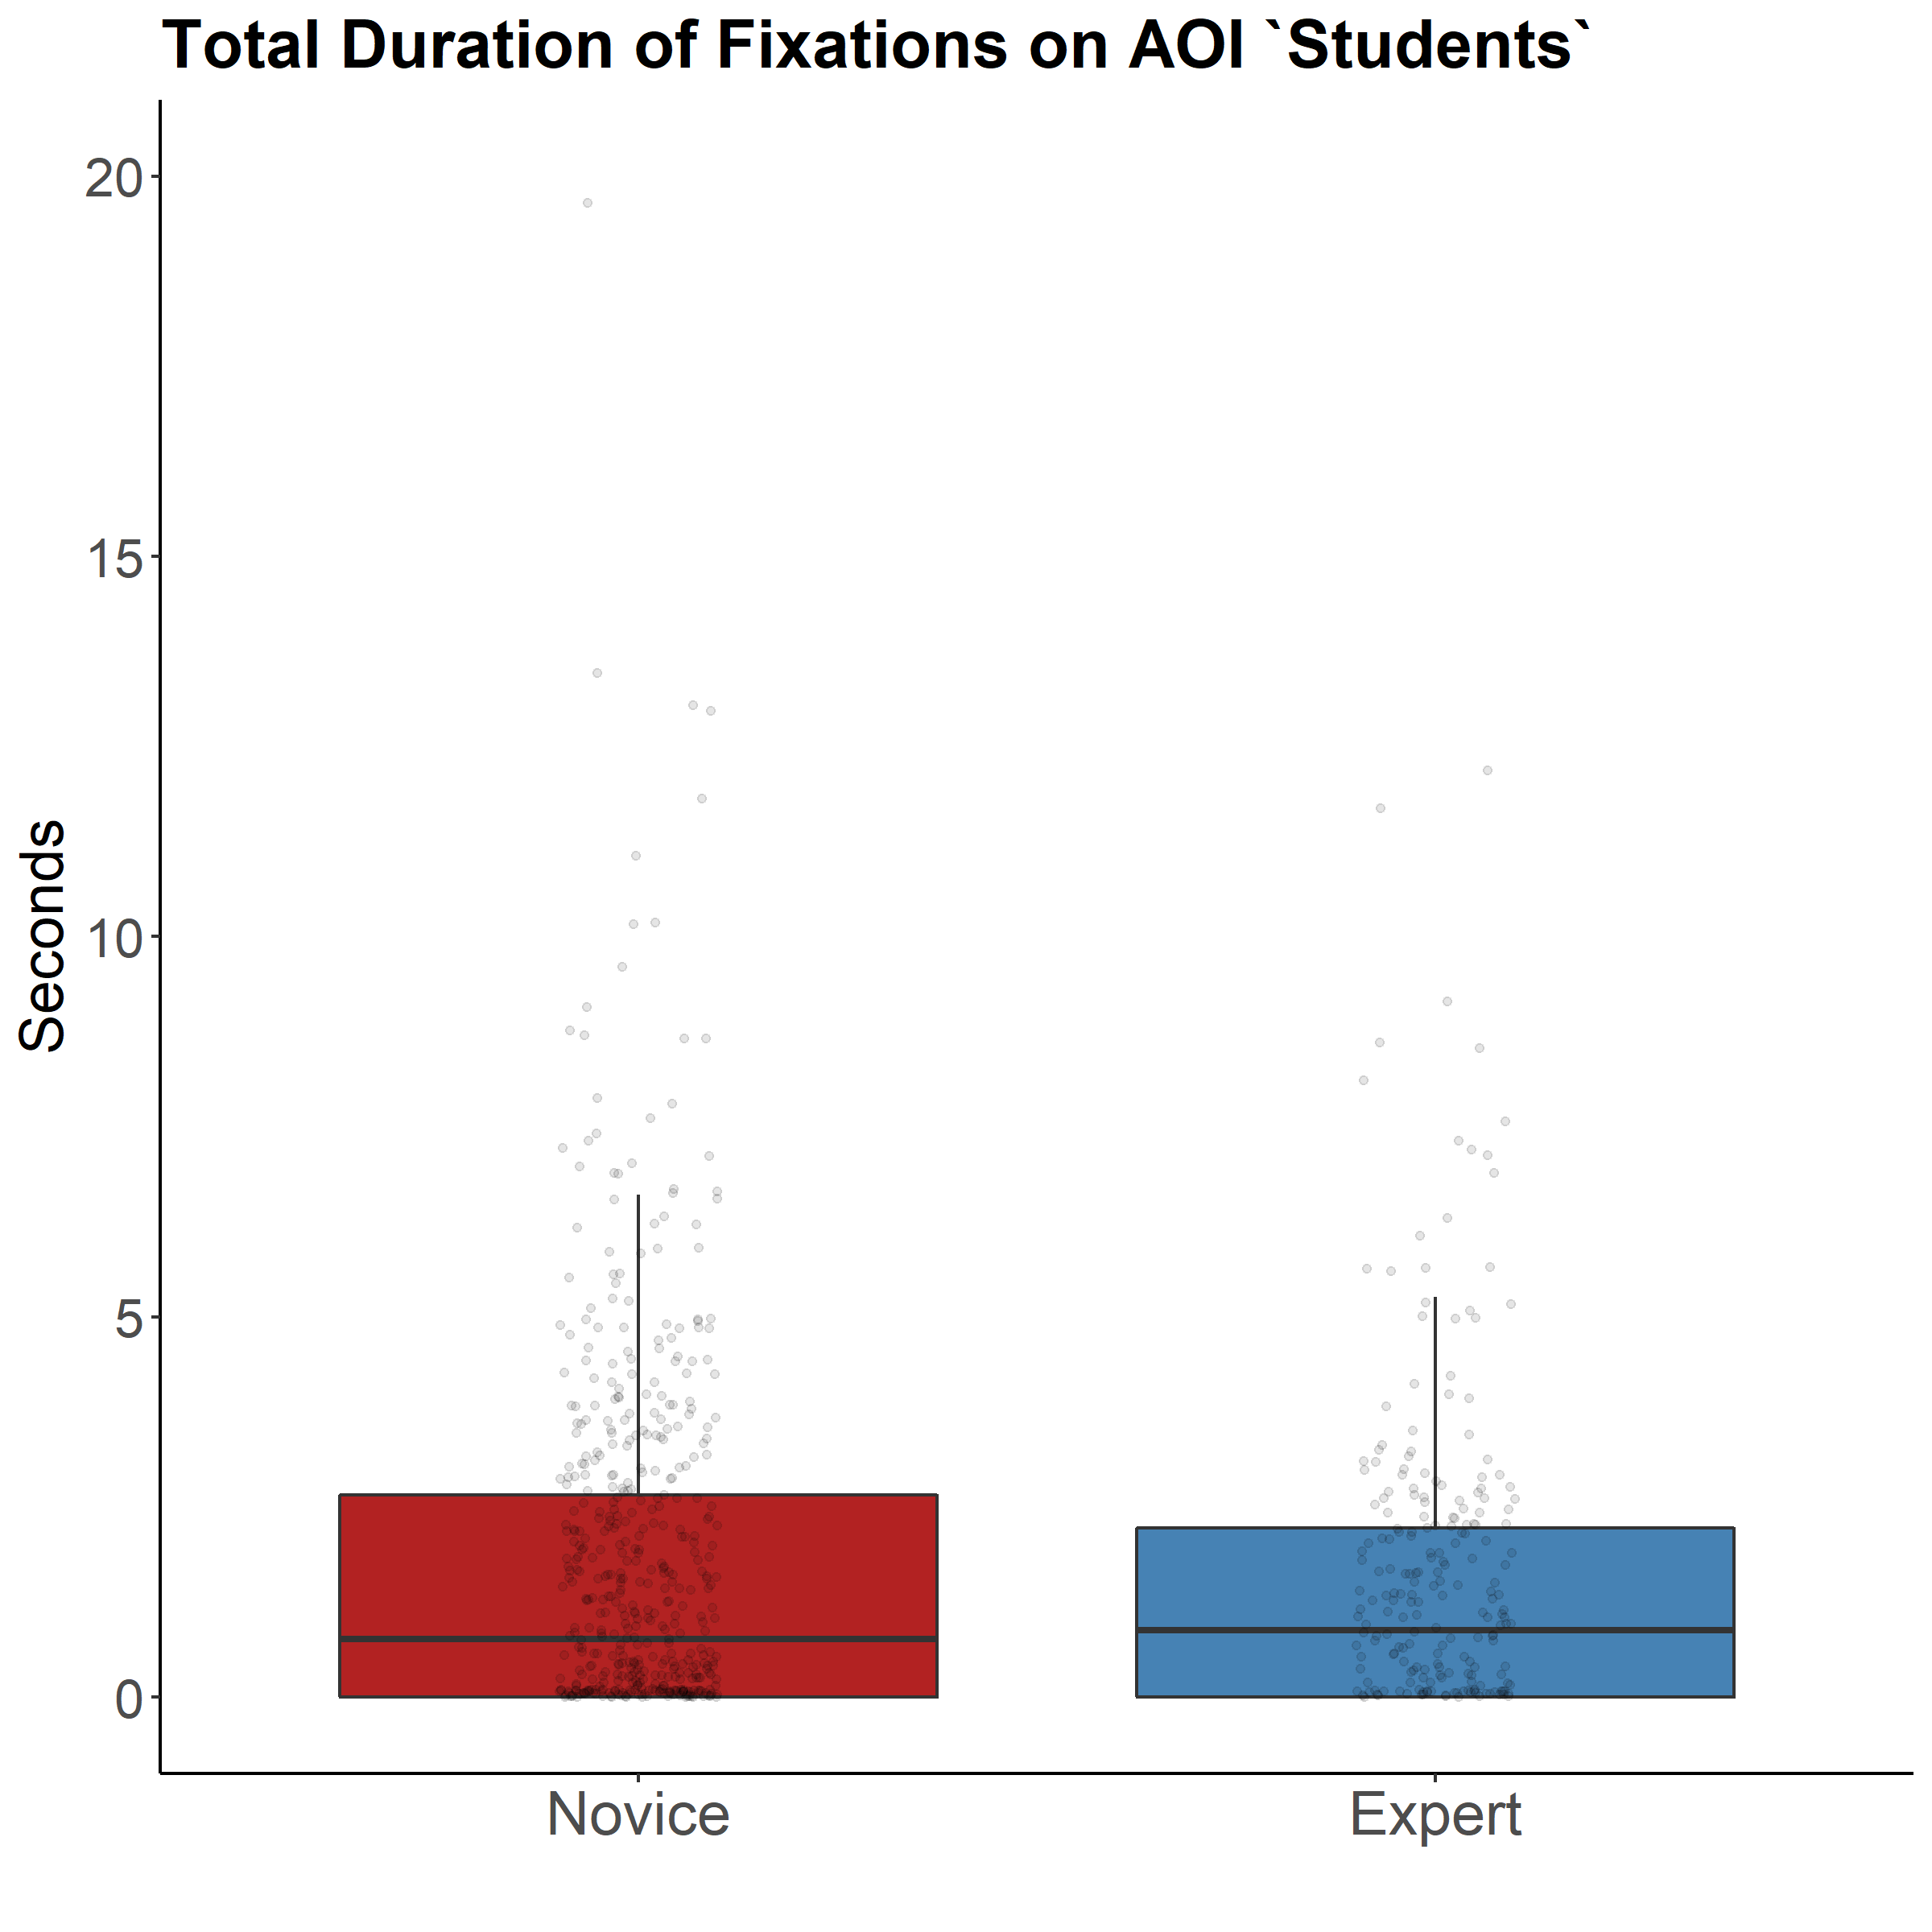 Total Duration of Fixations on AOI `Students`
20
15
10
5
0
Seconds
Novice
Expert